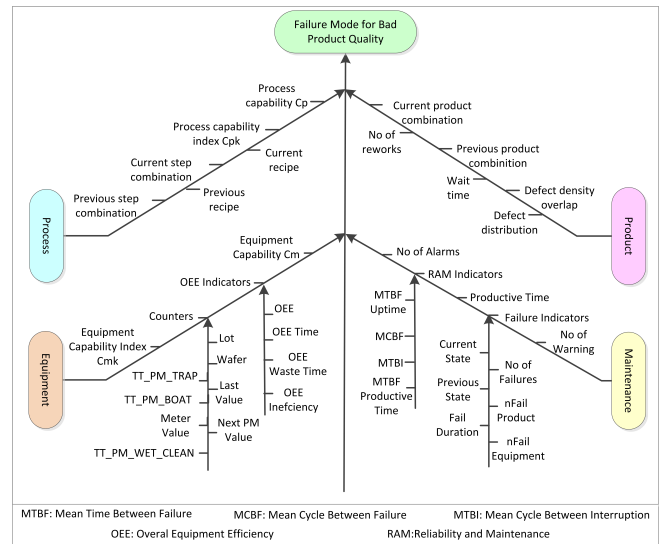 Failure Mode for Bad
Product Quality
Process
capability Cp
Process capability
index Cpk
Current
recipe
Current step
combination
Previous
recipe
Previous step
combination
Process
Current product
combination
No of
reworks
Previous product
combinition
Wait
time
Defect density
overlap
Defect
distribution
Product
Equipment
Capability Cm
OEE Indicators
OEE
OEE Time
OEE
Waste Time
OEE
Inefciency
Counters
Lot
Wafer
TT_PM_TRAP
Last
Value
TT_PM_BOAT
Meter
Value
Next PM
Value
TT_PM_WET_CLEAN
Equipment
Capability Index
Cmk
Equipment
No of Alarms
RAM Indicators
MTBF
Uptime
MCBF
MTBI
MTBF
Productive
Time
Productive Time
Failure Indicators
Current
State
No of
Failures
Previous
State
nFail
Product
Fail
Duration
nFail
Equipment
No of
Warning
Maintenance
MTBF: Mean Time Between Failure
MCBF: Mean Cycle Between Failure
MTBI: Mean Cycle Between Interruption
OEE: Overal Equipment Efficiency
RAM:Reliability and Maintenance